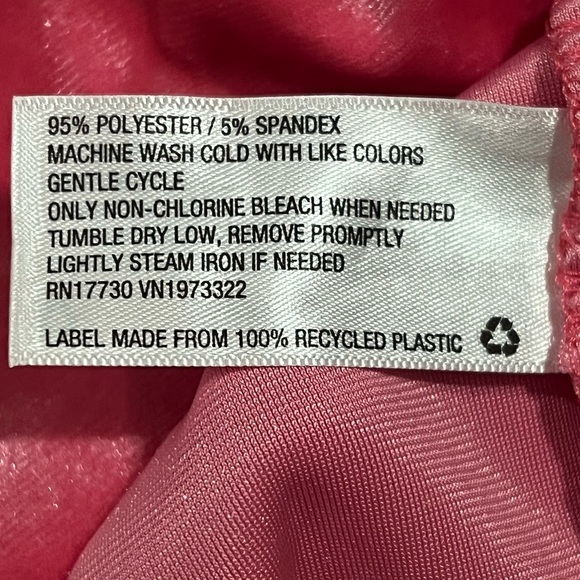 95% POLYESTER / 5% SPANDEX
MACHINE WASH COLD WITH LIKE COLORS
GENTLE CYCLE
ONLY NON-CHLORINE BLEACH WHEN NEEDED
TUMBLE DRY LOW, REMOVE PROMPTLY
LIGHTLY STEAM IRON IF NEEDED
RN17730 VN1973322
LABEL MADE FROM 100% RECYCLED PLASTIC